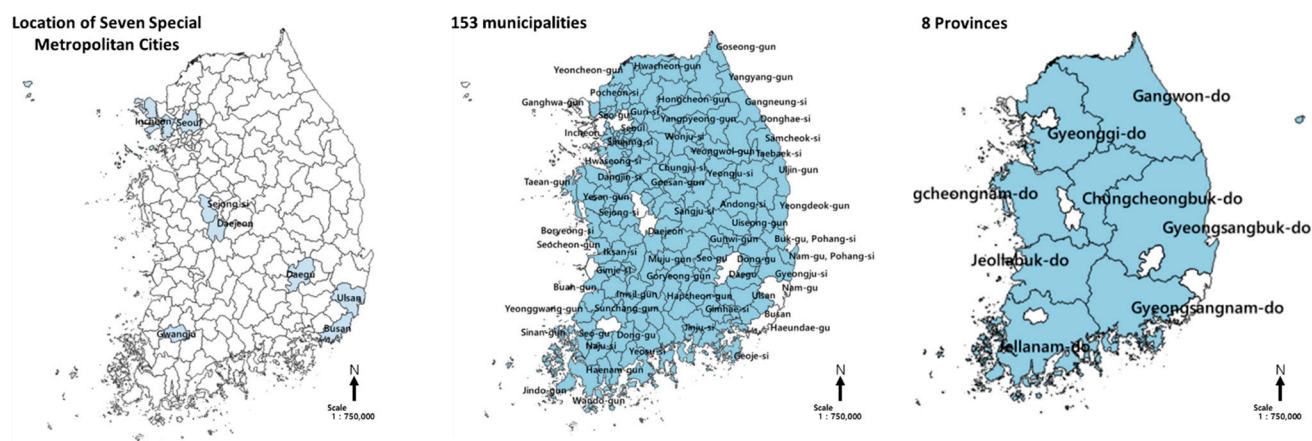 Location of Seven Special
Metropolitan Cities
Incheon
Seoul
Sejong-si
Daejeon
Daegu
Ulsan
Busan
Gwangju
N
Scale
1 : 750,000
153 municipalities
Goseong-gun
Hwacheon-gun
Yeoncheon-gun
Yangyang-gun
Pocheon-si
Hongcheon-gun
Ganghwa-gun
Gangneung-si
Seo-gu
Guri-si
Yangpyeong-gun
Donghae-si
Seoul
Incheon
Wonju-si
Samcheok-si
Yeongwol-gun
Taebaek-si
Hwaseong-si
Chungju-si
Uljin-gun
Dangjin-si
Yeongju-si
Taean-gun
Goesan-gun
Yesan-gun
Andong-si
Yeongdeok-gun
Sejong-si
Sangju-si
Uiseong-gun
Boryeong-si
Daejeon
Gunwi-gun
Buk-gu, Pohang-si
Seocheon-gun
Iksan-si
Muju-gun
Seo-gu
Dong-gu
Nam-gu, Pohang-si
Gimje-si
Goryeong-gun
Daegu
Gyeongju-si
Buan-gun
Nam-gu
Imsil-gun
Hapcheon-gun
Ulsan
Yeonggwang-gun
Sunchang-gun
Gimhae-si
Busan
Sinan-gun
Seo-gu
Dong-gu
Jinju-si
Haeundae-gu
Naju-si
Yeosu-si
Geoje-si
Haenam-gun
Jindo-gun
Wando-gun
N
Scale
1 : 750,000
8 Provinces
Gangwon-do
Gyeonggi-do
gcheongnam-do
Chungcheongbuk-do
Gyeongsangbuk-do
Jeollabuk-do
Gyeongsangnam-do
Jellanam-do
N
Scale
1 : 750,000